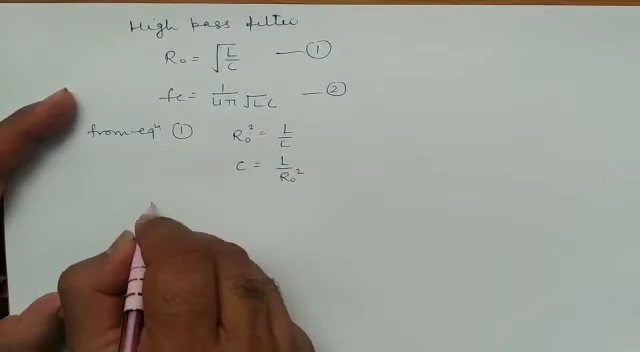 High pass filter
R₀ = √L/C — ①
fc = 1/4π√LC — ②
from eqⁿ ① R₀² = L/C
C = L/R₀²